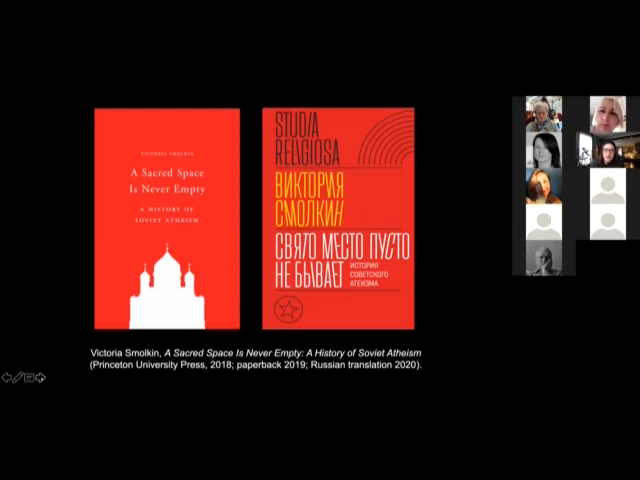 VICTORIA SMOLKIN
A Sacred Space
Is Never Empty
A HISTORY OF
SOVIET ATHEISM
STUDIA
RELIGIOSA
ВИКТОРИЯ
СМОЛКИН
СВЯТО МЕСТО ПУСТО
НЕ БЫВАЕТ
ИСТОРИЯ
СОВЕТСКОГО
АТЕИЗМА
Victoria Smolkin, A Sacred Space Is Never Empty: A History of Soviet Atheism
(Princeton University Press, 2018; paperback 2019; Russian translation 2020).